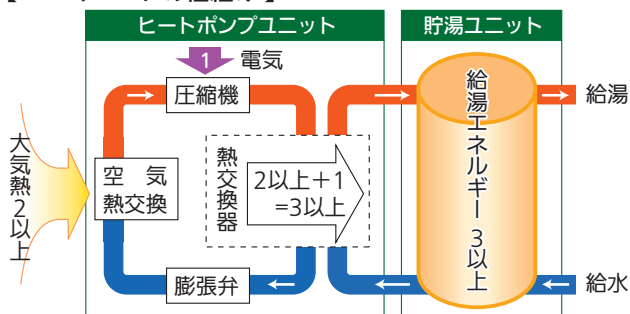 ヒートポンプユニット
貯湯ユニット
1
電気
圧縮機
給湯
大気熱2以上
空　気
熱交換
熱交換器
2以上＋1
=3以上
給湯エネルギー 3以上
膨張弁
給水